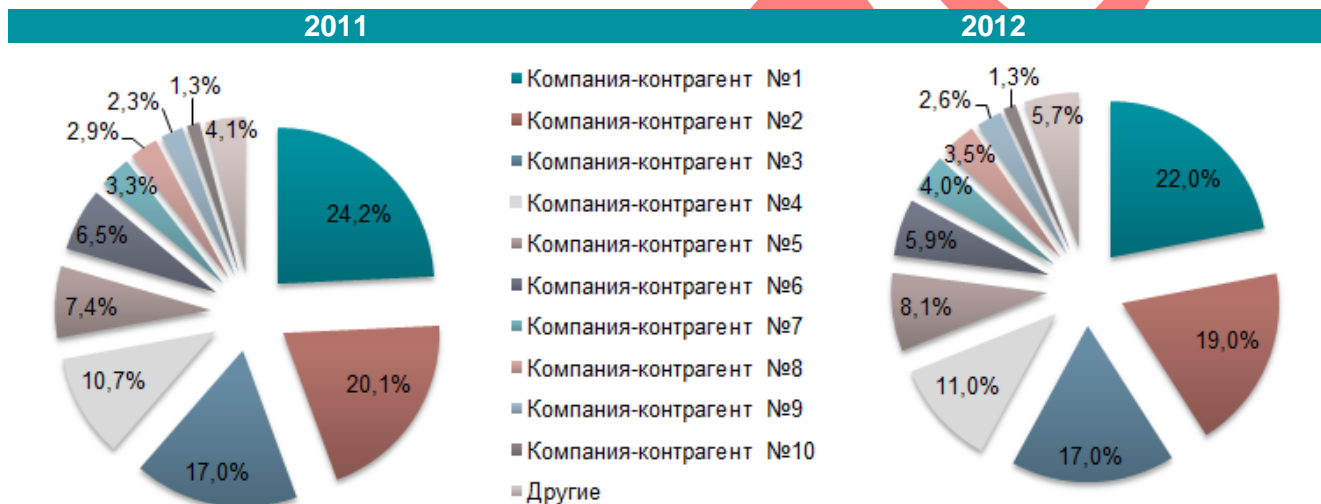 2011
2012
1,3%
2,3%
2,9%
4,1%
3,3%
24,2%
6,5%
7,4%
10,7%
20,1%
17,0%
Компания-контрагент №1
Компания-контрагент №2
Компания-контрагент №3
Компания-контрагент №4
Компания-контрагент №5
Компания-контрагент №6
Компания-контрагент №7
Компания-контрагент №8
Компания-контрагент №9
Компания-контрагент №10
Другие
1,3%
2,6%
5,7%
3,5%
4,0%
22,0%
5,9%
8,1%
11,0%
19,0%
17,0%